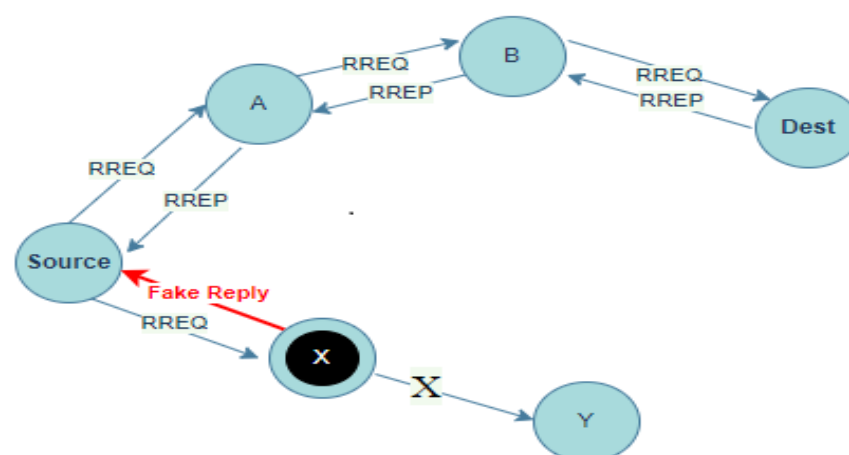 B
RREQ
RREQ
RREP
RREP
A
Dest
RREQ
RREP
Source
Fake Reply
RREQ
X
X
Y